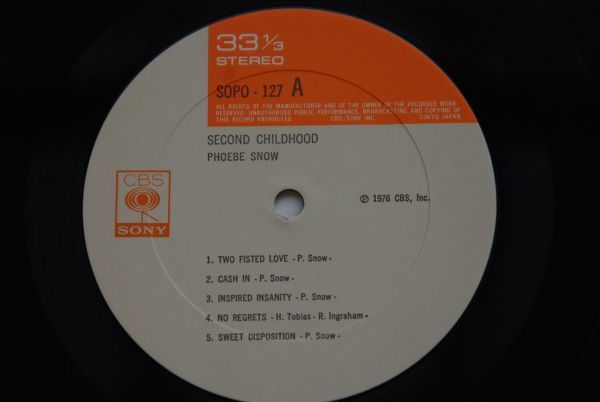 33 1/3
STEREO
SOPO - 127 A
ALL RIGHTS OF THE MANUFACTURER AND OF THE OWNER OF THE RECORDED WORK
RESERVED. UNAUTHORIZED PUBLIC PERFORMANCE, BROADCASTING AND COPYING OF
THIS RECORD PROHIBITED CBS/SONY INC. TOKYO JAPAN
SECOND CHILDHOOD
PHOEBE SNOW
CBS
SONY
℗ 1976 CBS, Inc.
1. TWO FISTED LOVE - P. Snow -
2. CASH IN - P. Snow -
3. INSPIRED INSANITY - P. Snow -
4. NO REGRETS - H. Tobias - R. Ingraham -
5. SWEET DISPOSITION - P. Snow -